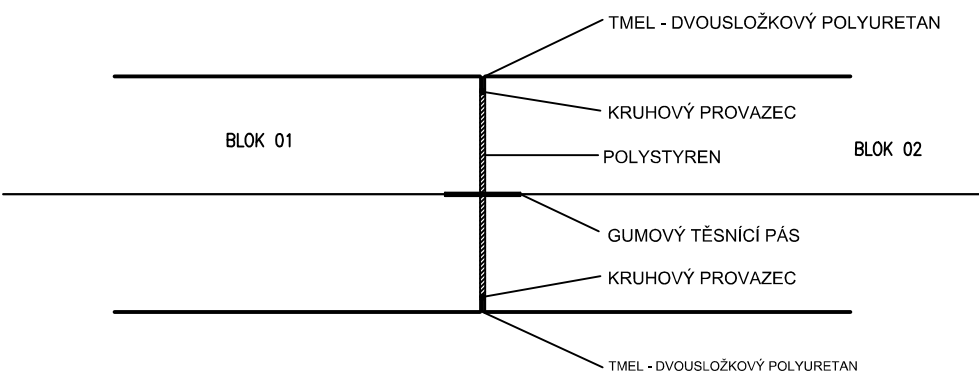 TMEL - DVOUSLOŽKOVÝ POLYURETAN
KRUHOVÝ PROVAZEC
BLOK 01
POLYSTYREN
BLOK 02
GUMOVÝ TĚSNÍCÍ PÁS
KRUHOVÝ PROVAZEC
TMEL - DVOUSLOŽKOVÝ POLYURETAN